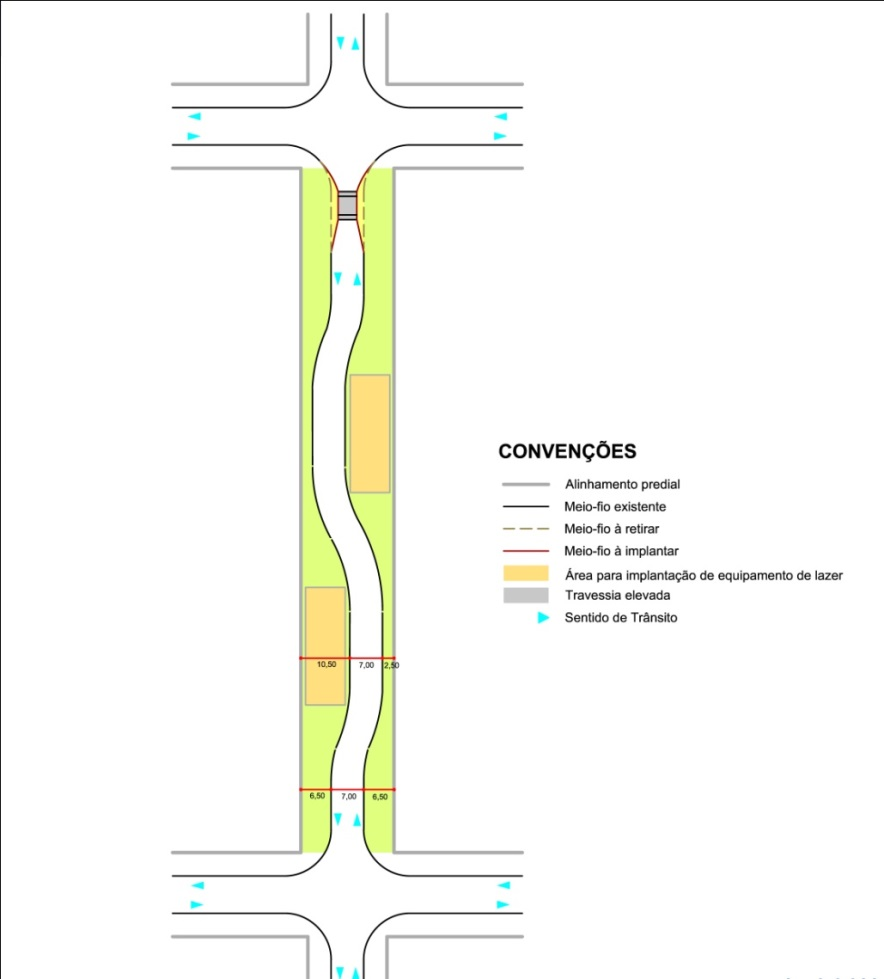 CONVENÇÕES
Alinhamento predial
Meio-fio existente
Meio-fio à retirar
Meio-fio à implantar
Área para implantação de equipamento de lazer
Travessia elevada
Sentido de Trânsito
10,50 7,00 2,50
6,50 7,00 6,50